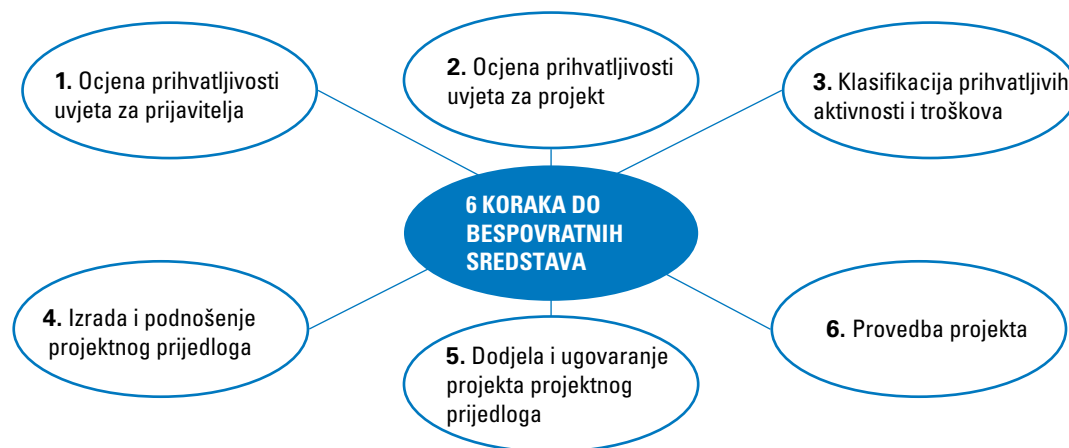 1. Ocjena prihvatljivosti
uvjeta za prijavitelja
2. Ocjena prihvatljivosti
uvjeta za projekt
3. Klasifikacija prihvatljivih
aktivnosti i troškova
6 KORAKA DO
BESPOVRATNIH
SREDSTAVA
4. Izrada i podnošenje
projektnog prijedloga
5. Dodjela i ugovaranje
projekta projektnog
prijedloga
6. Provedba projekta